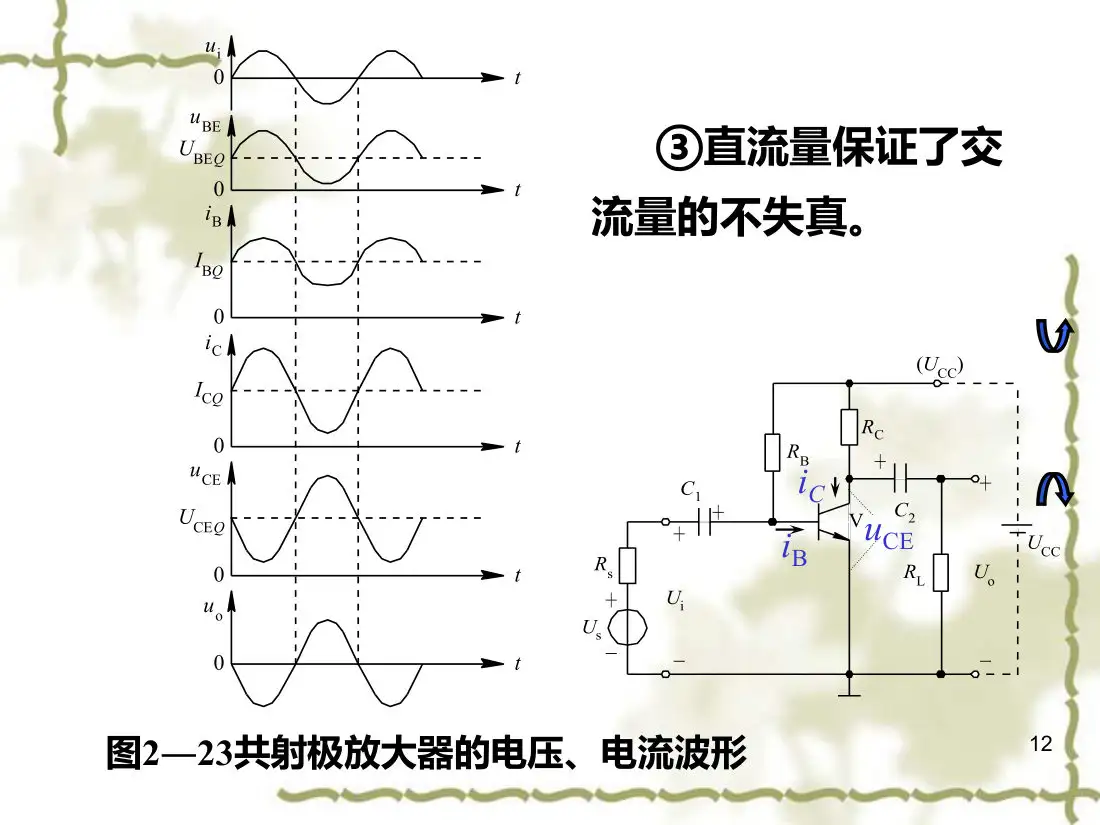 u_i
0
t
u_BE
U_BEQ
0
t
i_B
I_BQ
0
t
i_C
I_CQ
0
t
u_CE
U_CEQ
0
t
u_o
0
t
③直流量保证了交
流量的不失真。
(U_CC)
R_C
R_B
+
i_C
+
C_1
+
C_2
V
u_CE
+
i_B
U_CC
R_s
R_L
U_o
+
U_i
U_s
−
−
−
图2—23共射极放大器的电压、电流波形
12